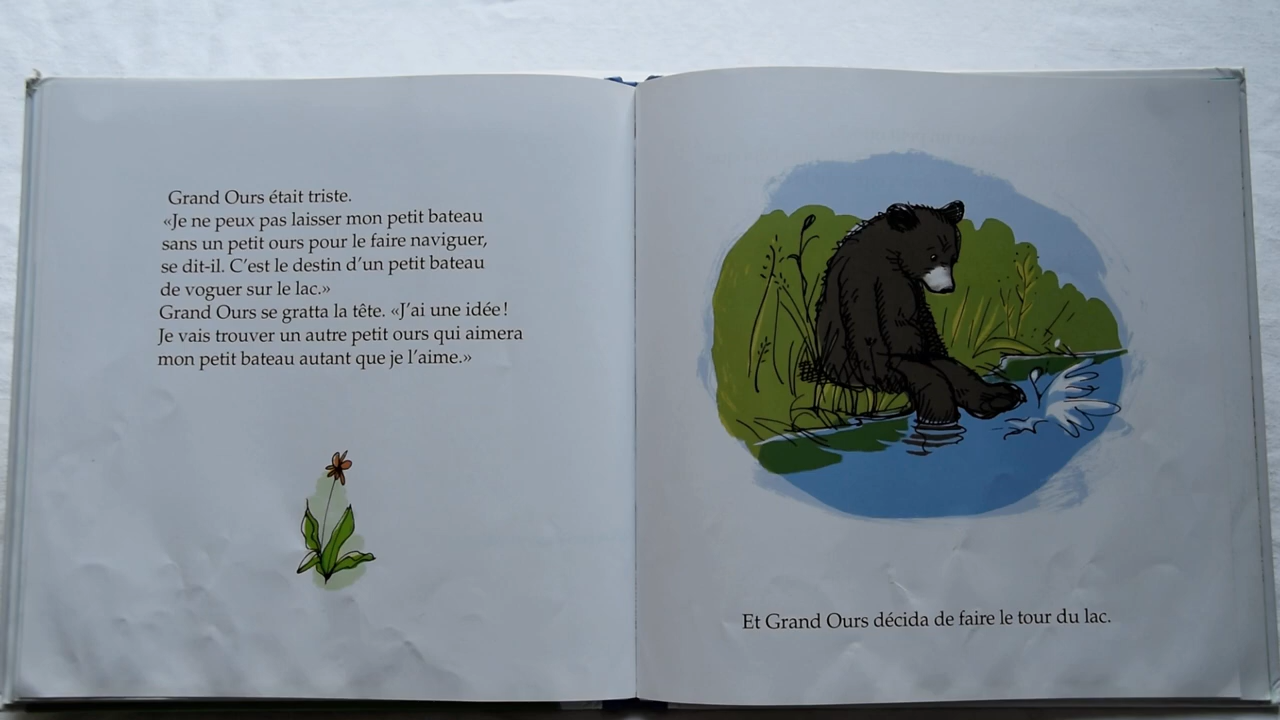 Grand Ours était triste.
«Je ne peux pas laisser mon petit bateau
sans un petit ours pour le faire naviguer,
se dit-il. C’est le destin d’un petit bateau
de voguer sur le lac.»
Grand Ours se gratta la tête. «J’ai une idée!
Je vais trouver un autre petit ours qui aimera
mon petit bateau autant que je l’aime.»
Et Grand Ours décida de faire le tour du lac.